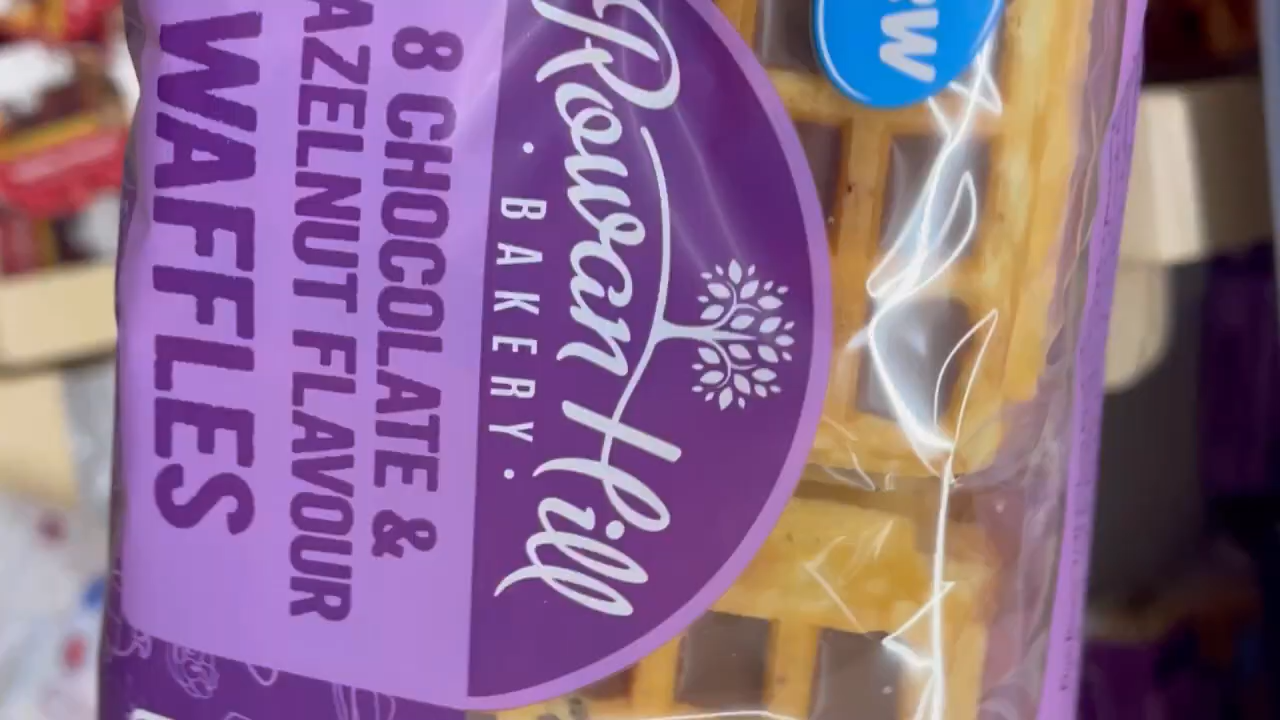 Rowan Hill
• BAKERY •
8 CHOCOLATE &
AZELNUT FLAVOUR
WAFFLES